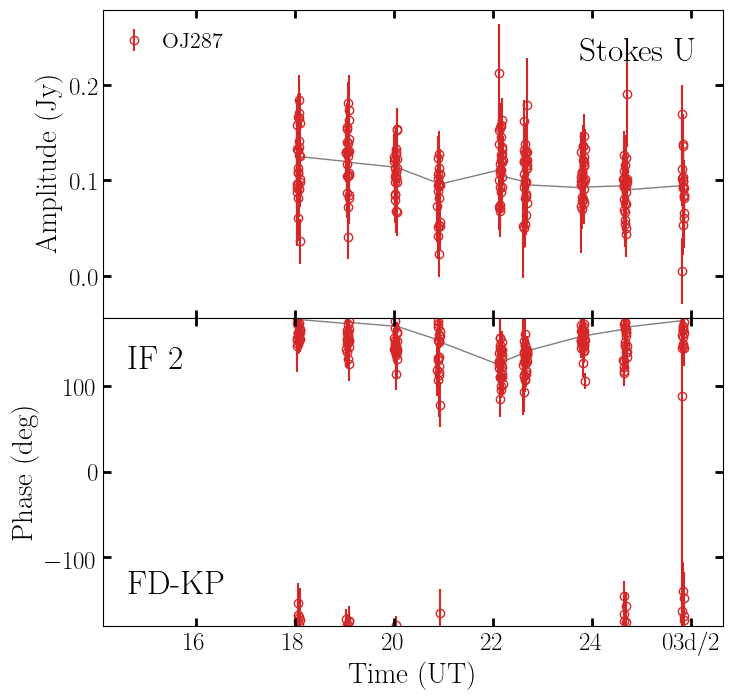 OJ287
Stokes U
0.2
0.1
0.0
Amplitude (Jy)
IF 2
100
0
−100
Phase (deg)
FD-KP
16 18 20 22 24 03d/2
Time (UT)